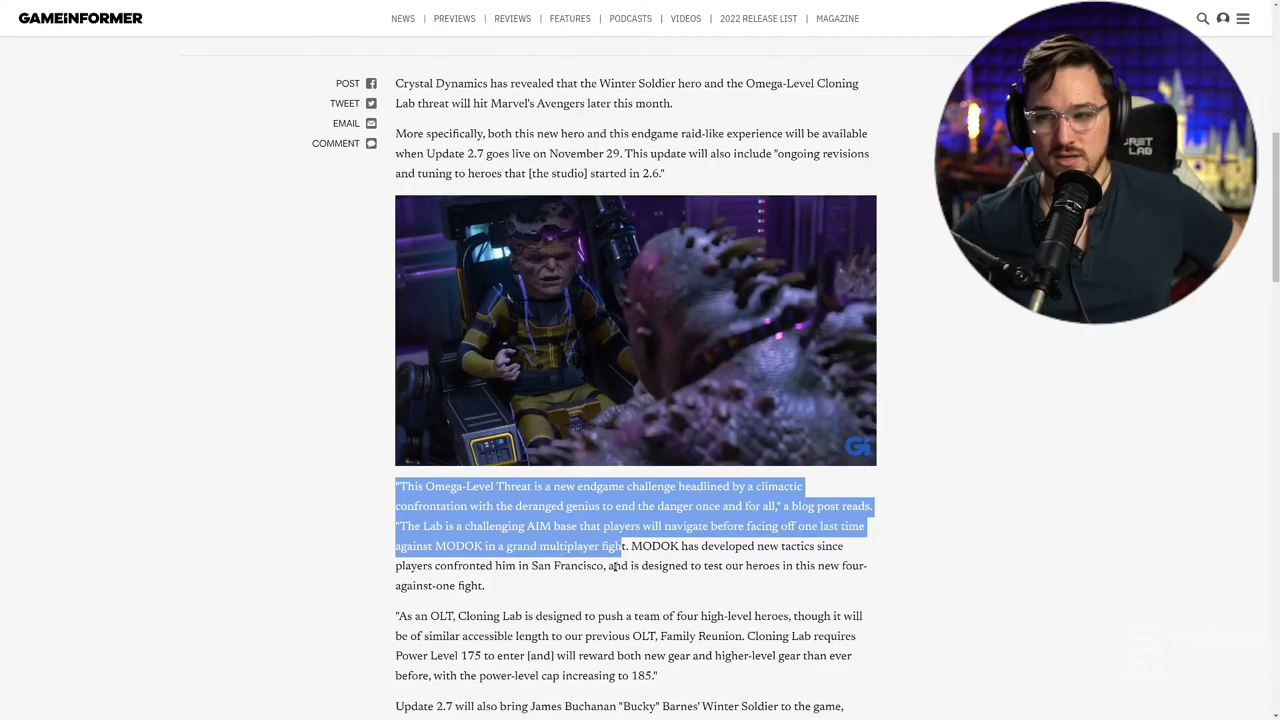 GAMEINFORMER
NEWS | PREVIEWS | REVIEWS | FEATURES | PODCASTS | VIDEOS | 2022 RELEASE LIST | MAGAZINE
POST
TWEET
EMAIL
COMMENT
Crystal Dynamics has revealed that the Winter Soldier hero and the Omega-Level Cloning
Lab threat will hit Marvel's Avengers later this month.
More specifically, both this new hero and this endgame raid-like experience will be available
when Update 2.7 goes live on November 29. This update will also include "ongoing revisions
and tuning to heroes that [the studio] started in 2.6."
Gi
"This Omega-Level Threat is a new endgame challenge headlined by a climactic
confrontation with the deranged genius to end the danger once and for all," a blog post reads.
"The Lab is a challenging AIM base that players will navigate before facing off one last time
against MODOK in a grand multiplayer fight. MODOK has developed new tactics since
players confronted him in San Francisco, and is designed to test our heroes in this new four-
against-one fight.
"As an OLT, Cloning Lab is designed to push a team of four high-level heroes, though it will
be of similar accessible length to our previous OLT, Family Reunion. Cloning Lab requires
Power Level 175 to enter [and] will reward both new gear and higher-level gear than ever
before, with the power-level cap increasing to 185."
Update 2.7 will also bring James Buchanan "Bucky" Barnes' Winter Soldier to the game,